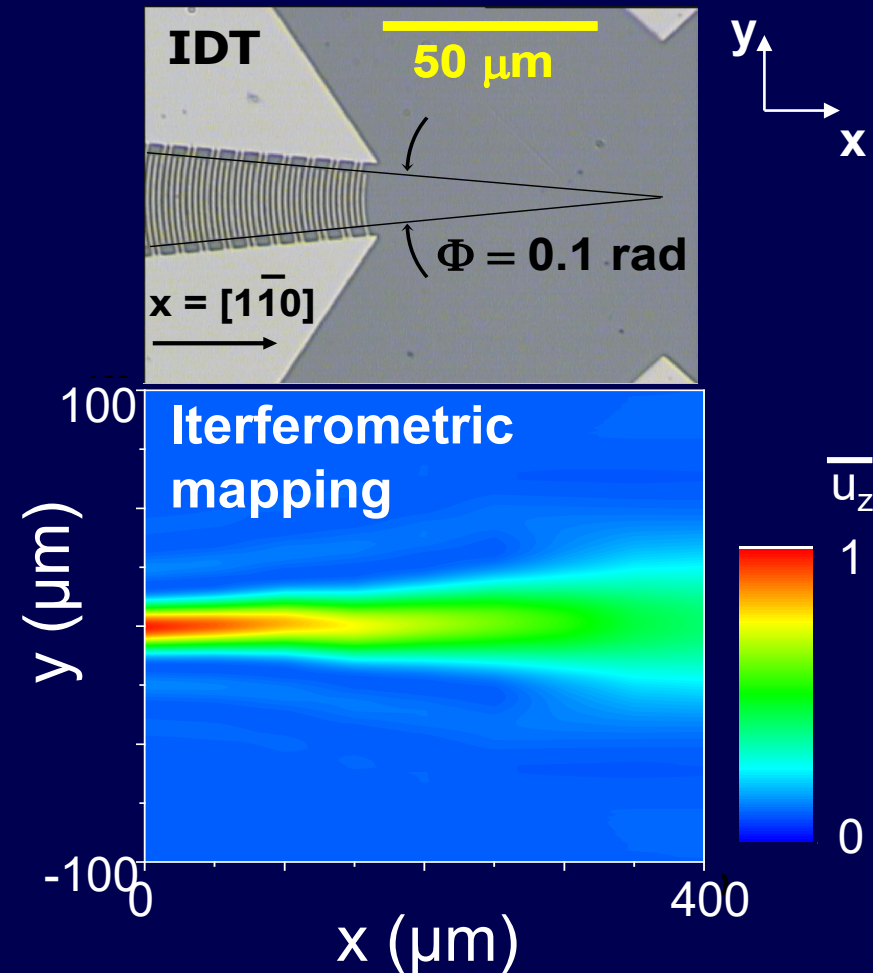 IDT
50 μm
y
x
Φ = 0.1 rad
x = [11̅0]
100
Iterferometric
mapping
u̅z
1
y (μm)
0
-100
0
400
x (μm)